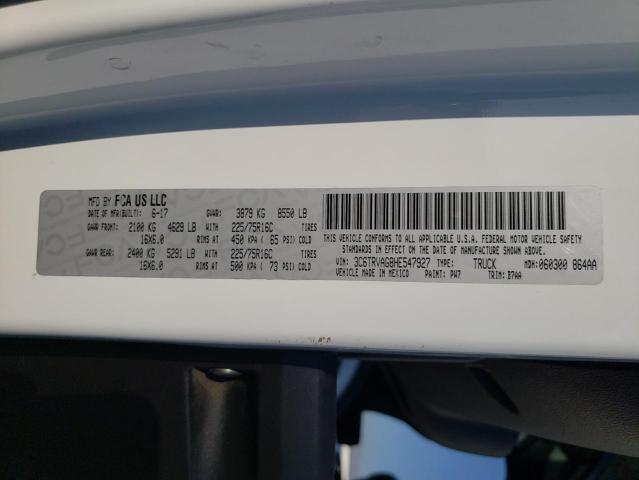 MFD BY FCA US LLC
DATE OF MFR(BUILT): 6-17 GVWR: 3879 KG 8550 LB
GAWR FRONT: 2100 KG 4629 LB WITH 225/75R16C TIRES
16X6.0 RIMS AT 450 KPA ( 65 PSI) COLD
GAWR REAR: 2400 KG 5291 LB WITH 225/75R16C TIRES
16X6.0 RIMS AT 500 KPA ( 73 PSI) COLD
THIS VEHICLE CONFORMS TO ALL APPLICABLE U.S.A. FEDERAL MOTOR VEHICLE SAFETY
STANDARDS IN EFFECT ON THE DATE OF MANUFACTURE SHOWN ABOVE.
VIN: 3C6TRVAG8HE547927 TYPE: TRUCK MDH: 060300 864AA
MADE IN MEXICO PAINT: PW7 TRIM: B7AA